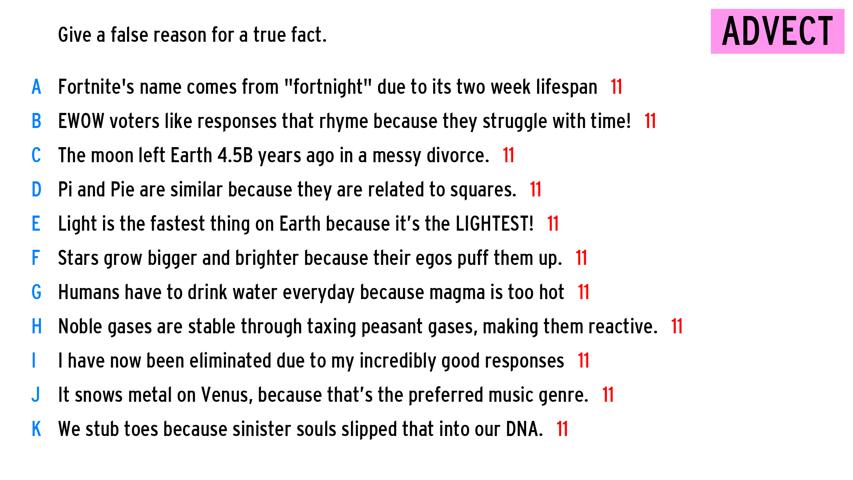 Give a false reason for a true fact.
ADVECT
A Fortnite's name comes from "fortnight" due to its two week lifespan 11
B EWOW voters like responses that rhyme because they struggle with time! 11
C The moon left Earth 4.5B years ago in a messy divorce. 11
D Pi and Pie are similar because they are related to squares. 11
E Light is the fastest thing on Earth because it’s the LIGHTEST! 11
F Stars grow bigger and brighter because their egos puff them up. 11
G Humans have to drink water everyday because magma is too hot 11
H Noble gases are stable through taxing peasant gases, making them reactive. 11
I I have now been eliminated due to my incredibly good responses 11
J It snows metal on Venus, because that’s the preferred music genre. 11
K We stub toes because sinister souls slipped that into our DNA. 11